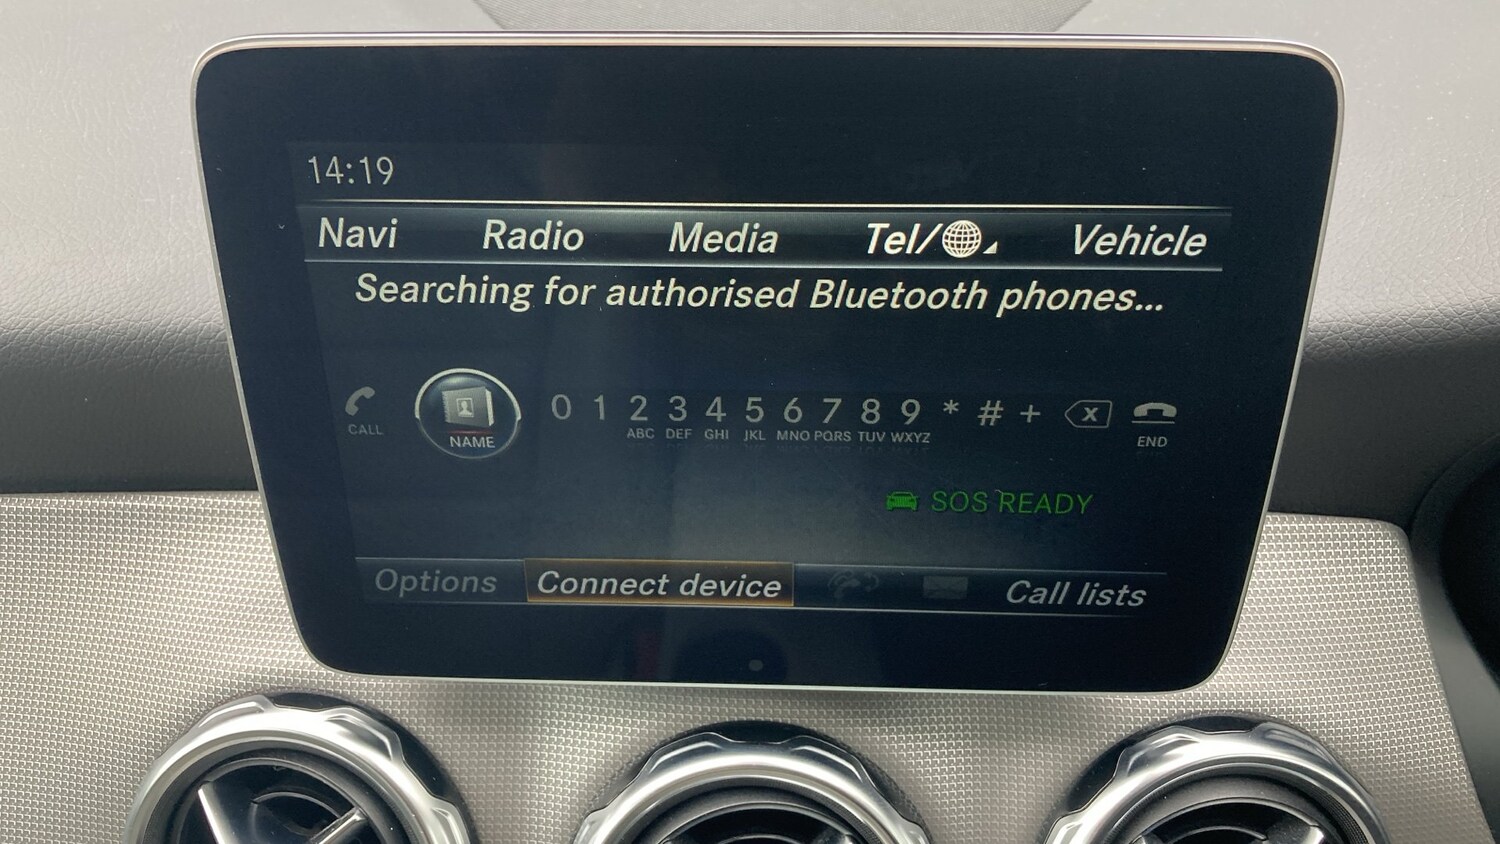 14:19
Navi Radio Media Tel/ Vehicle
Searching for authorised Bluetooth phones...
CALL NAME 0 1 2 3 4 5 6 7 8 9 * # + X END
ABC DEF GHI JKL MNO PQRS TUV WXYZ
SOS READY
Options Connect device Call lists